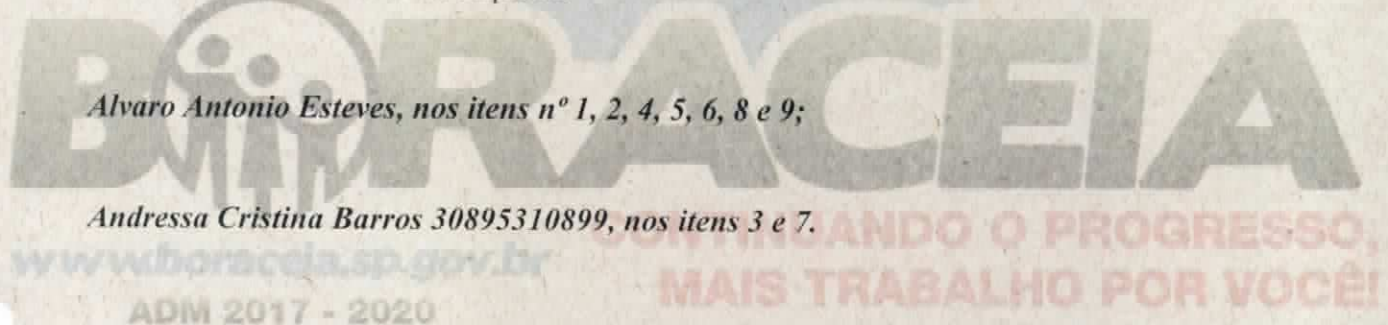 BORACEIA
Alvaro Antonio Esteves, nos itens nº 1, 2, 4, 5, 6, 8 e 9;
Andressa Cristina Barros 30895310899, nos itens 3 e 7.
CONTINUANDO O PROGRESSO,
www.boraceia.sp.gov.br
MAIS TRABALHO POR VOCÊ!
ADM 2017 - 2020